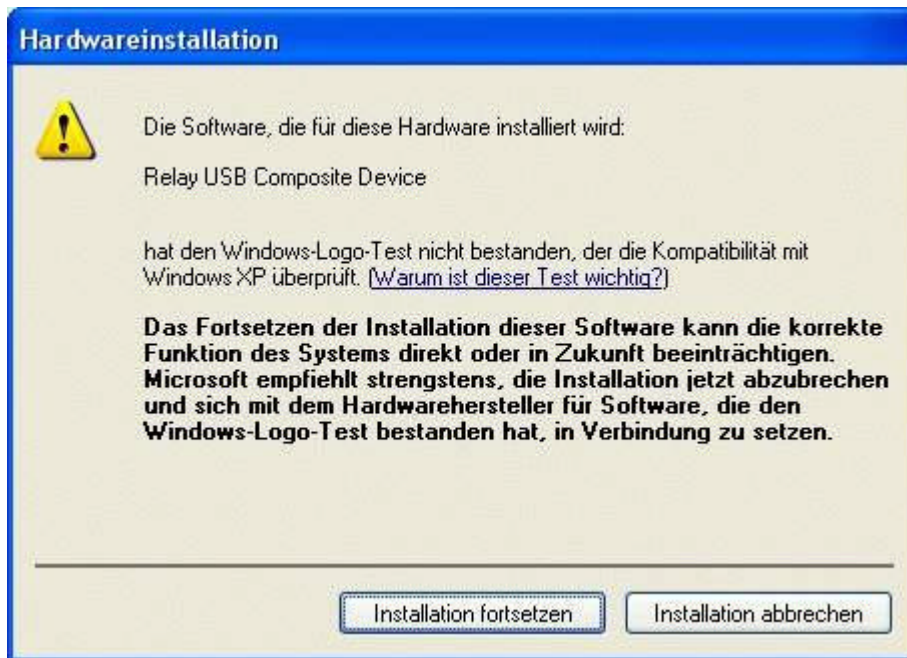 Hardwareinstallation
Die Software, die für diese Hardware installiert wird:
Relay USB Composite Device
hat den Windows-Logo-Test nicht bestanden, der die Kompatibilität mit
Windows XP überprüft. (Warum ist dieser Test wichtig?)
Das Fortsetzen der Installation dieser Software kann die korrekte
Funktion des Systems direkt oder in Zukunft beeinträchtigen.
Microsoft empfiehlt strengstens, die Installation jetzt abzubrechen
und sich mit dem Hardwarehersteller für Software, die den
Windows-Logo-Test bestanden hat, in Verbindung zu setzen.
Installation fortsetzen
Installation abbrechen